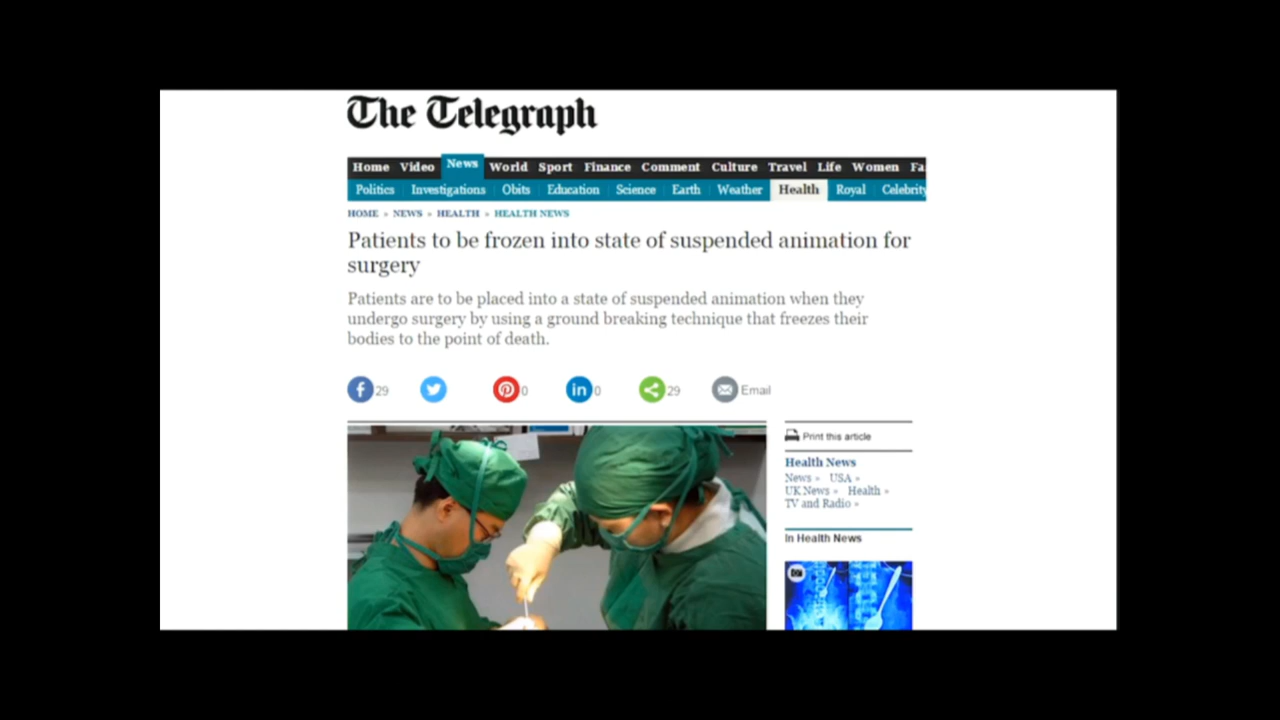 The Telegraph
Home Video News World Sport Finance Comment Culture Travel Life Women Fa
Politics Investigations Obits Education Science Earth Weather Health Royal Celebrity
HOME » NEWS » HEALTH » HEALTH NEWS
Patients to be frozen into state of suspended animation for
surgery
Patients are to be placed into a state of suspended animation when they
undergo surgery by using a ground breaking technique that freezes their
bodies to the point of death.
29 0 in 0 29 Email
Print this article
Health News
News » USA »
UK News » Health »
TV and Radio »
In Health News